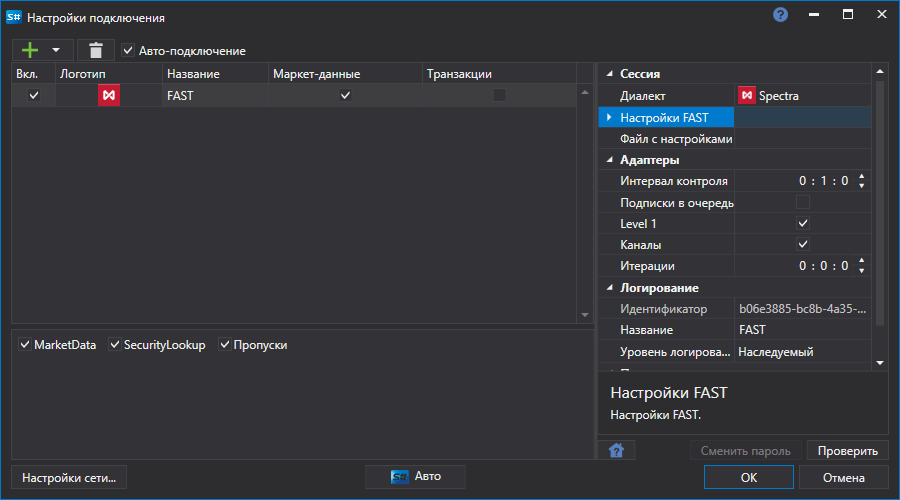 S# Настройки подключения ?
Авто-подключение
Вкл. Логотип Название Маркет-данные Транзакции
FAST
MarketData SecurityLookup Пропуски
Сессия
Диалект Spectra
Настройки FAST
Файл с настройками
Адаптеры
Интервал контроля 0 : 1 : 0
Подписки в очередь
Level 1
Каналы
Итерации 0 : 0 : 0
Логирование
Идентификатор b06e3885-bc8b-4a35-...
Название FAST
Уровень логирова... Наследуемый
Настройки FAST
Настройки FAST.
Сменить пароль Проверить
Настройки сети... S# Авто OK Отмена